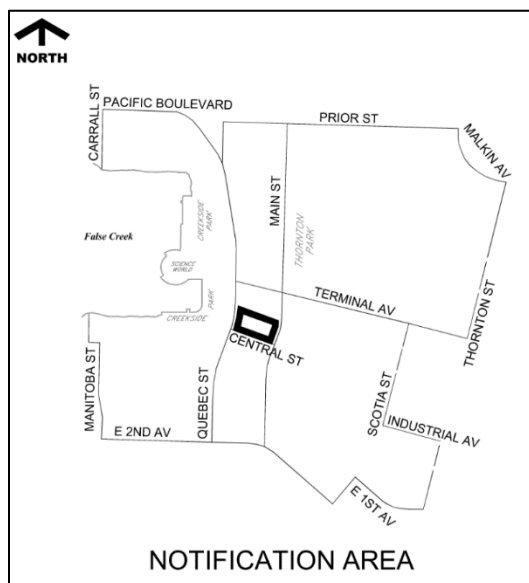 NORTH
CARRALL ST
PACIFIC BOULEVARD
PRIOR ST
MALKIN AV
MAIN ST
CREEKSIDE
PARK
THORNTON
PARK
False Creek
SCIENCE
WORLD
TERMINAL AV
THORNTON ST
PARK
CREEKSIDE
CENTRAL ST
MANITOBA ST
QUEBEC ST
SCOTIA ST
INDUSTRIAL AV
E 2ND AV
E 1ST AV
NOTIFICATION AREA